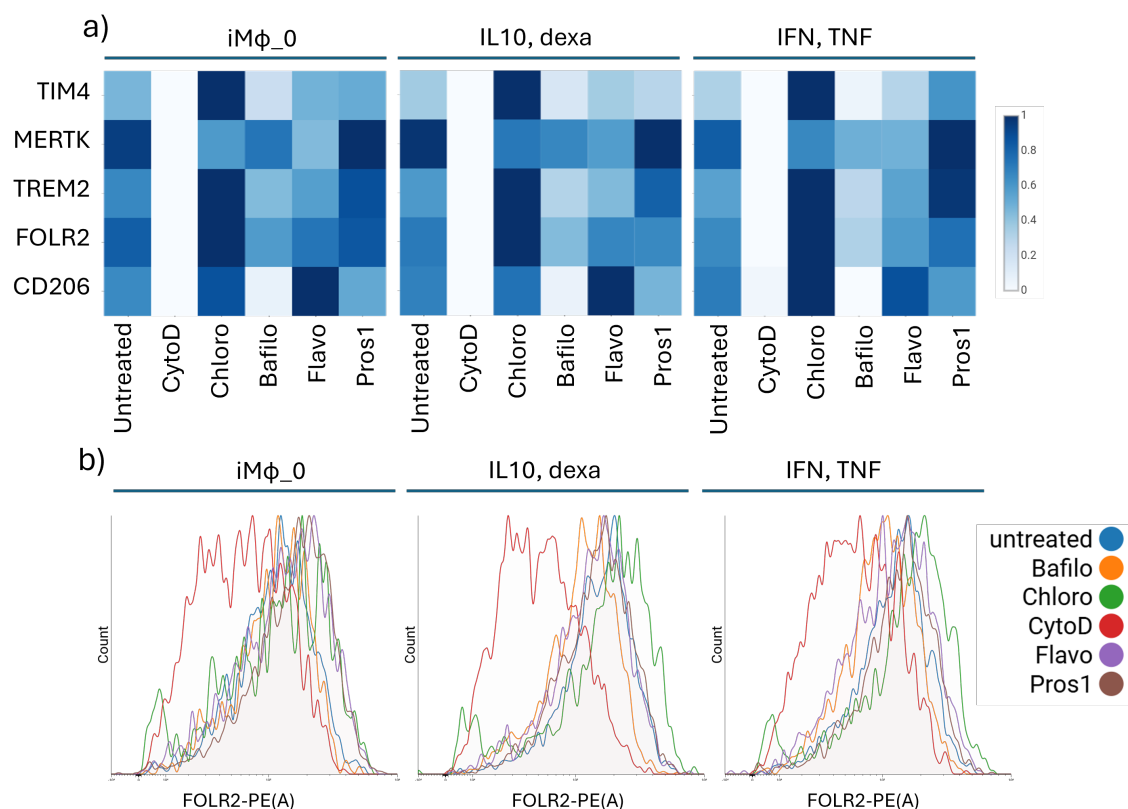 a)
iMϕ_0 IL10, dexa IFN, TNF
TIM4
MERTK
TREM2
FOLR2
CD206
1
0.8
0.6
0.4
0.2
0
Untreated CytoD Chloro Bafilo Flavo Pros1 Untreated CytoD Chloro Bafilo Flavo Pros1 Untreated CytoD Chloro Bafilo Flavo Pros1
b)
iMϕ_0 IL10, dexa IFN, TNF
Count Count Count
FOLR2-PE(A) FOLR2-PE(A) FOLR2-PE(A)
untreated
Bafilo
Chloro
CytoD
Flavo
Pros1